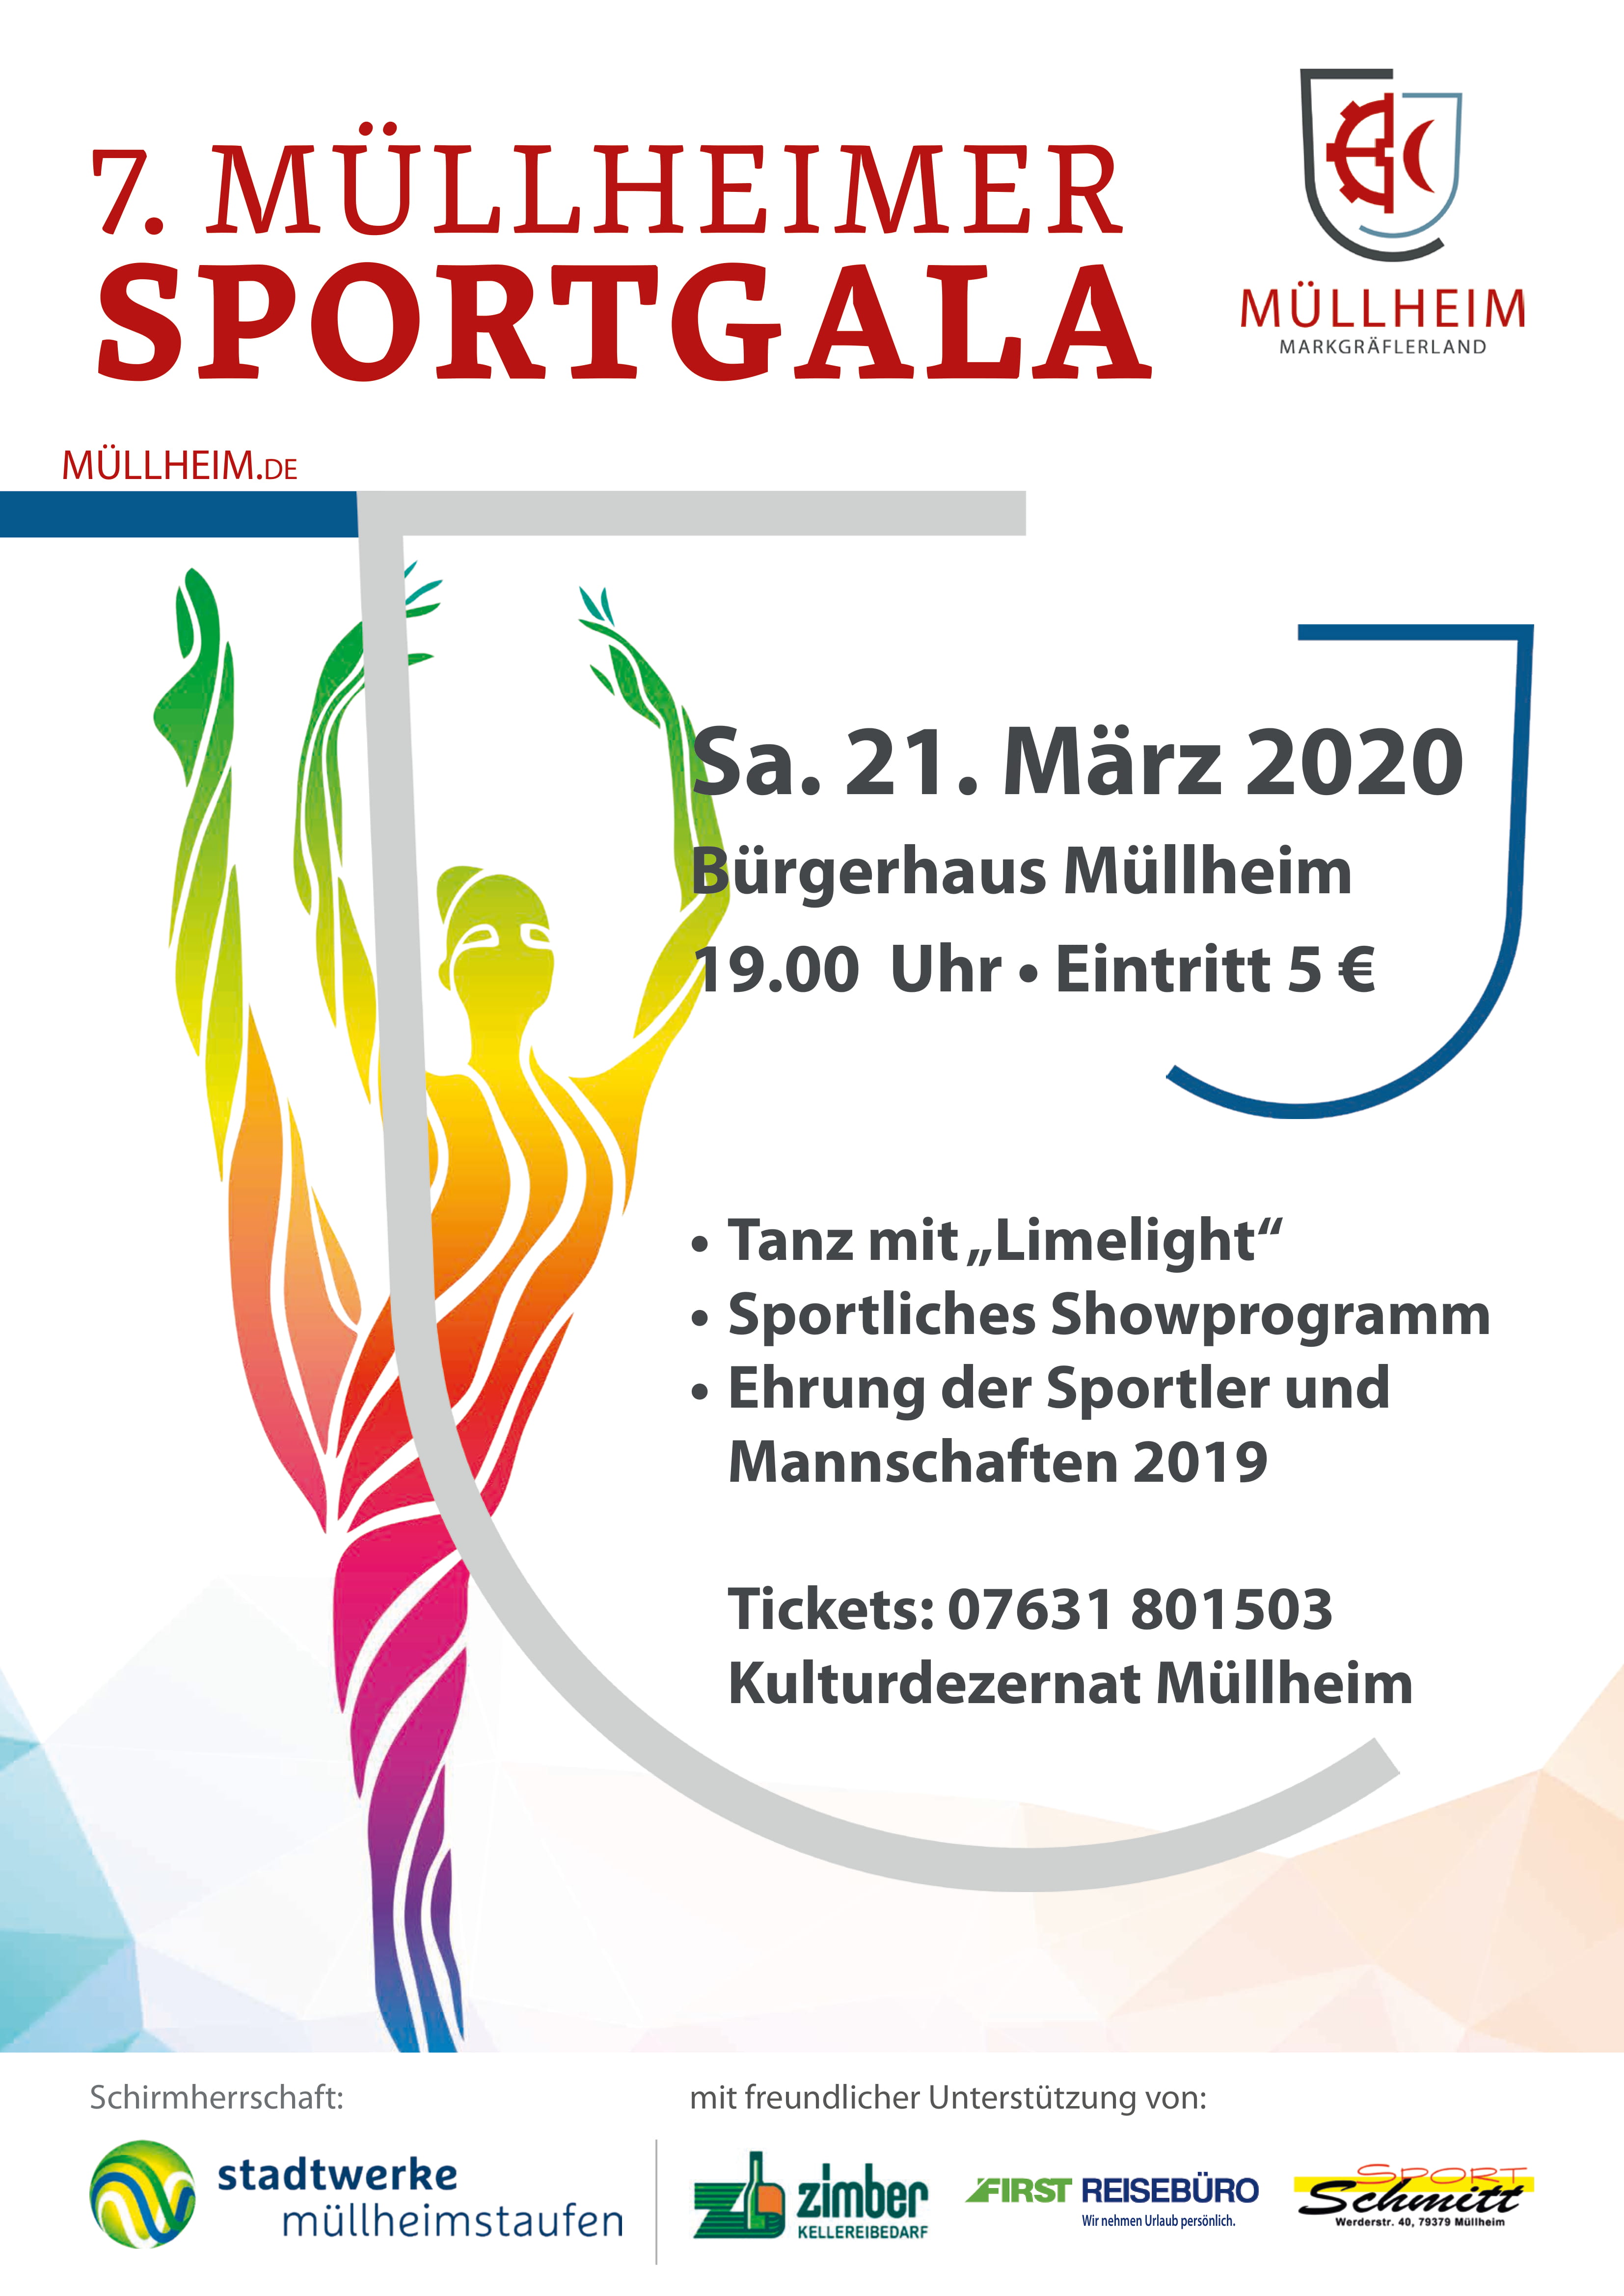 7. MÜLLHEIMER
SPORTGALA
MÜLLHEIM
MARKGRÄFLERLAND
MÜLLHEIM.DE
Sa. 21. März 2020
Bürgerhaus Müllheim
19.00 Uhr • Eintritt 5 €
• Tanz mit „Limelight“
• Sportliches Showprogramm
• Ehrung der Sportler und
Mannschaften 2019
Tickets: 07631 801503
Kulturdezernat Müllheim
Schirmherrschaft:
mit freundlicher Unterstützung von:
stadtwerke
müllheimstaufen
zimber
KELLEREIBEDARF
FIRST REISEBÜRO
Wir nehmen Urlaub persönlich.
SPORT
Schmitt
Werderstr. 40, 79379 Müllheim